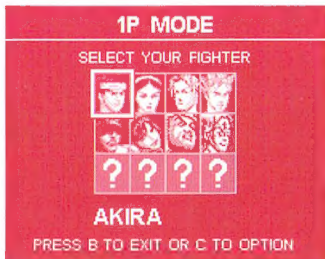 1P MODE
SELECT YOUR FIGHTER
? ? ? ?
AKIRA
PRESS B TO EXIT OR C TO OPTION